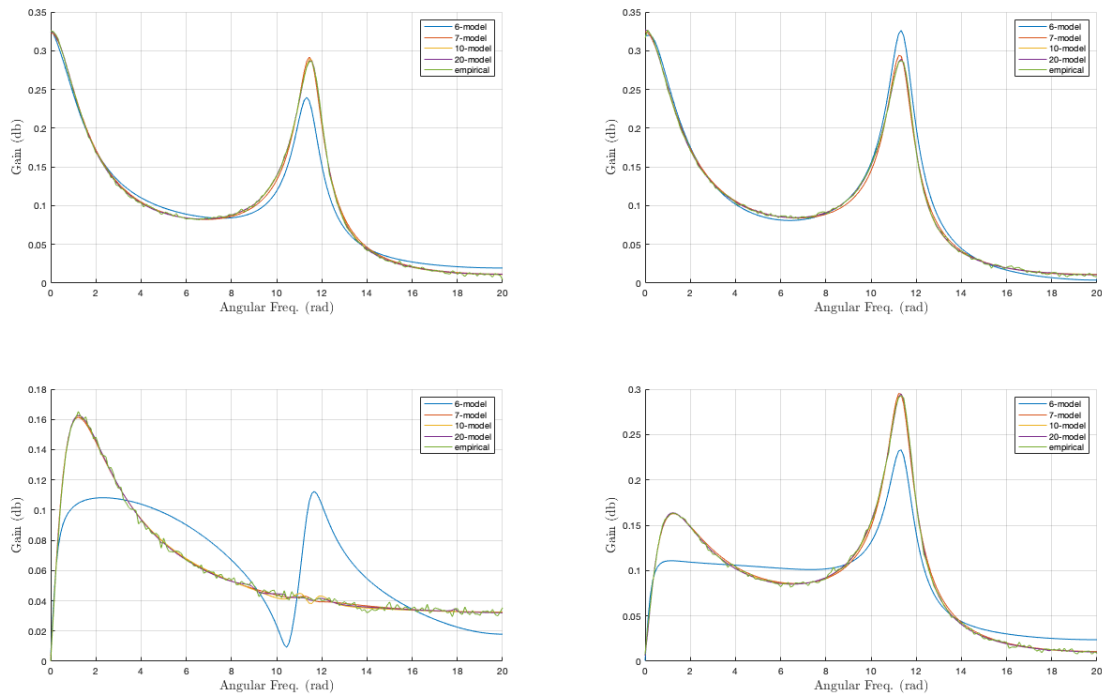 0.35
0.3
0.25
0.2
0.15
0.1
0.05
0
Gain (db)
0 2 4 6 8 10 12 14 16 18 20
Angular Freq. (rad)
6-model
7-model
10-model
20-model
empirical
0.35
0.3
0.25
0.2
0.15
0.1
0.05
0
Gain (db)
0 2 4 6 8 10 12 14 16 18 20
Angular Freq. (rad)
6-model
7-model
10-model
20-model
empirical
0.18
0.16
0.14
0.12
0.1
0.08
0.06
0.04
0.02
0
Gain (db)
0 2 4 6 8 10 12 14 16 18 20
Angular Freq. (rad)
6-model
7-model
10-model
20-model
empirical
0.3
0.25
0.2
0.15
0.1
0.05
0
Gain (db)
0 2 4 6 8 10 12 14 16 18 20
Angular Freq. (rad)
6-model
7-model
10-model
20-model
empirical